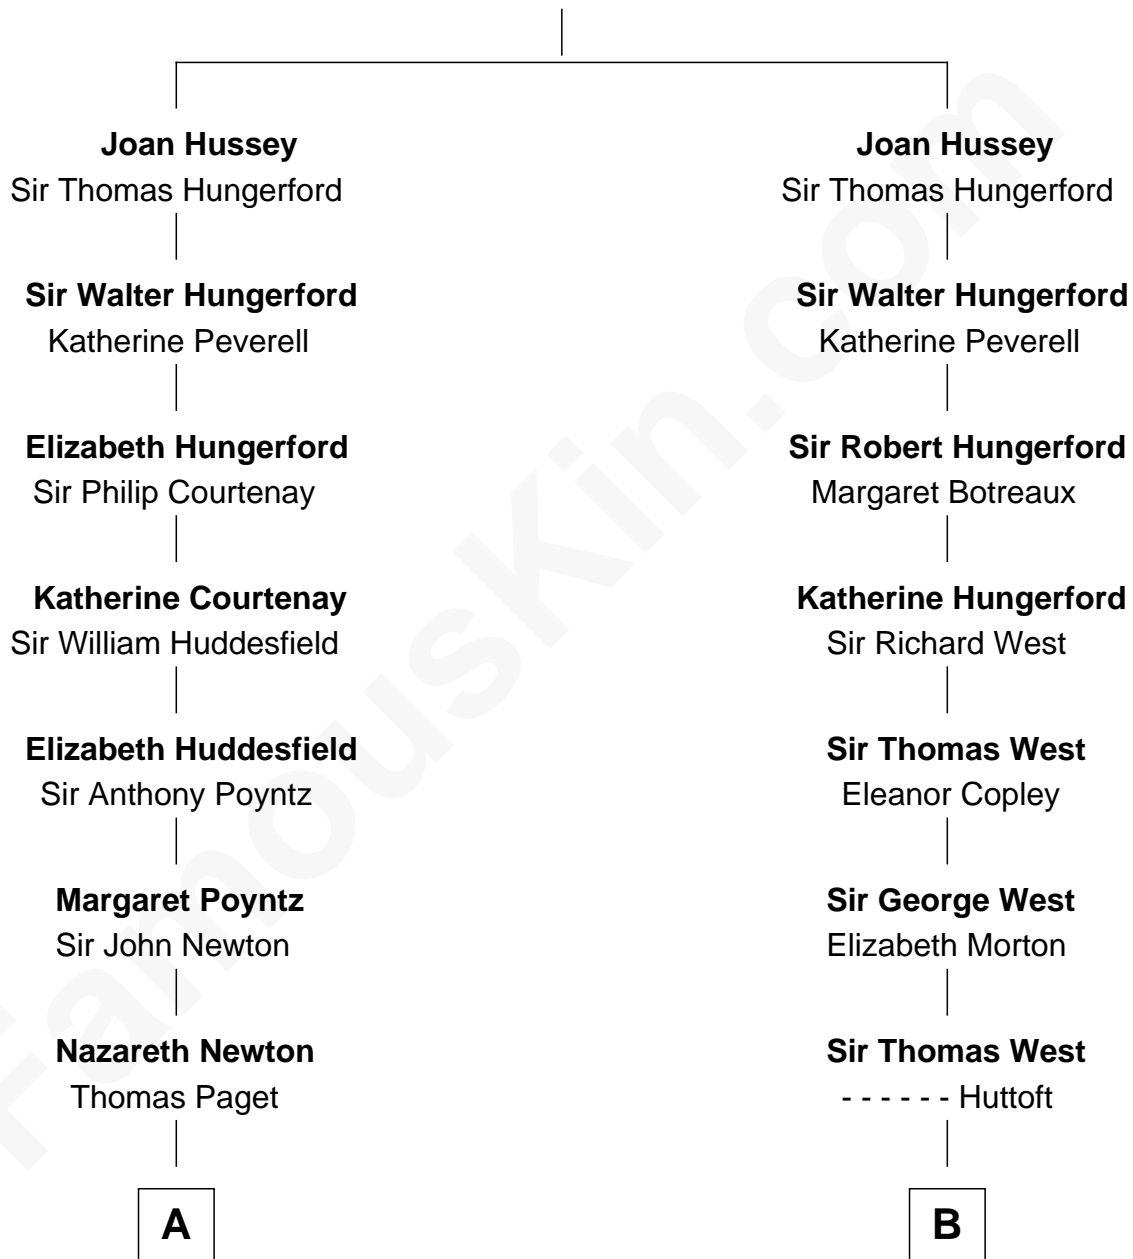 Joan Hussey
Sir Thomas Hungerford
Sir Walter Hungerford
Katherine Peverell
Elizabeth Hungerford
Sir Philip Courtenay
Katherine Courtenay
Sir William Huddesfield
Elizabeth Huddesfield
Sir Anthony Poyntz
Margaret Poyntz
Sir John Newton
Nazareth Newton
Thomas Paget
A
Joan Hussey
Sir Thomas Hungerford
Sir Walter Hungerford
Katherine Peverell
Sir Robert Hungerford
Margaret Botreaux
Katherine Hungerford
Sir Richard West
Sir Thomas West
Eleanor Copley
Sir George West
Elizabeth Morton
Sir Thomas West
- - - - - - Huttoft
B
FamousKin.com